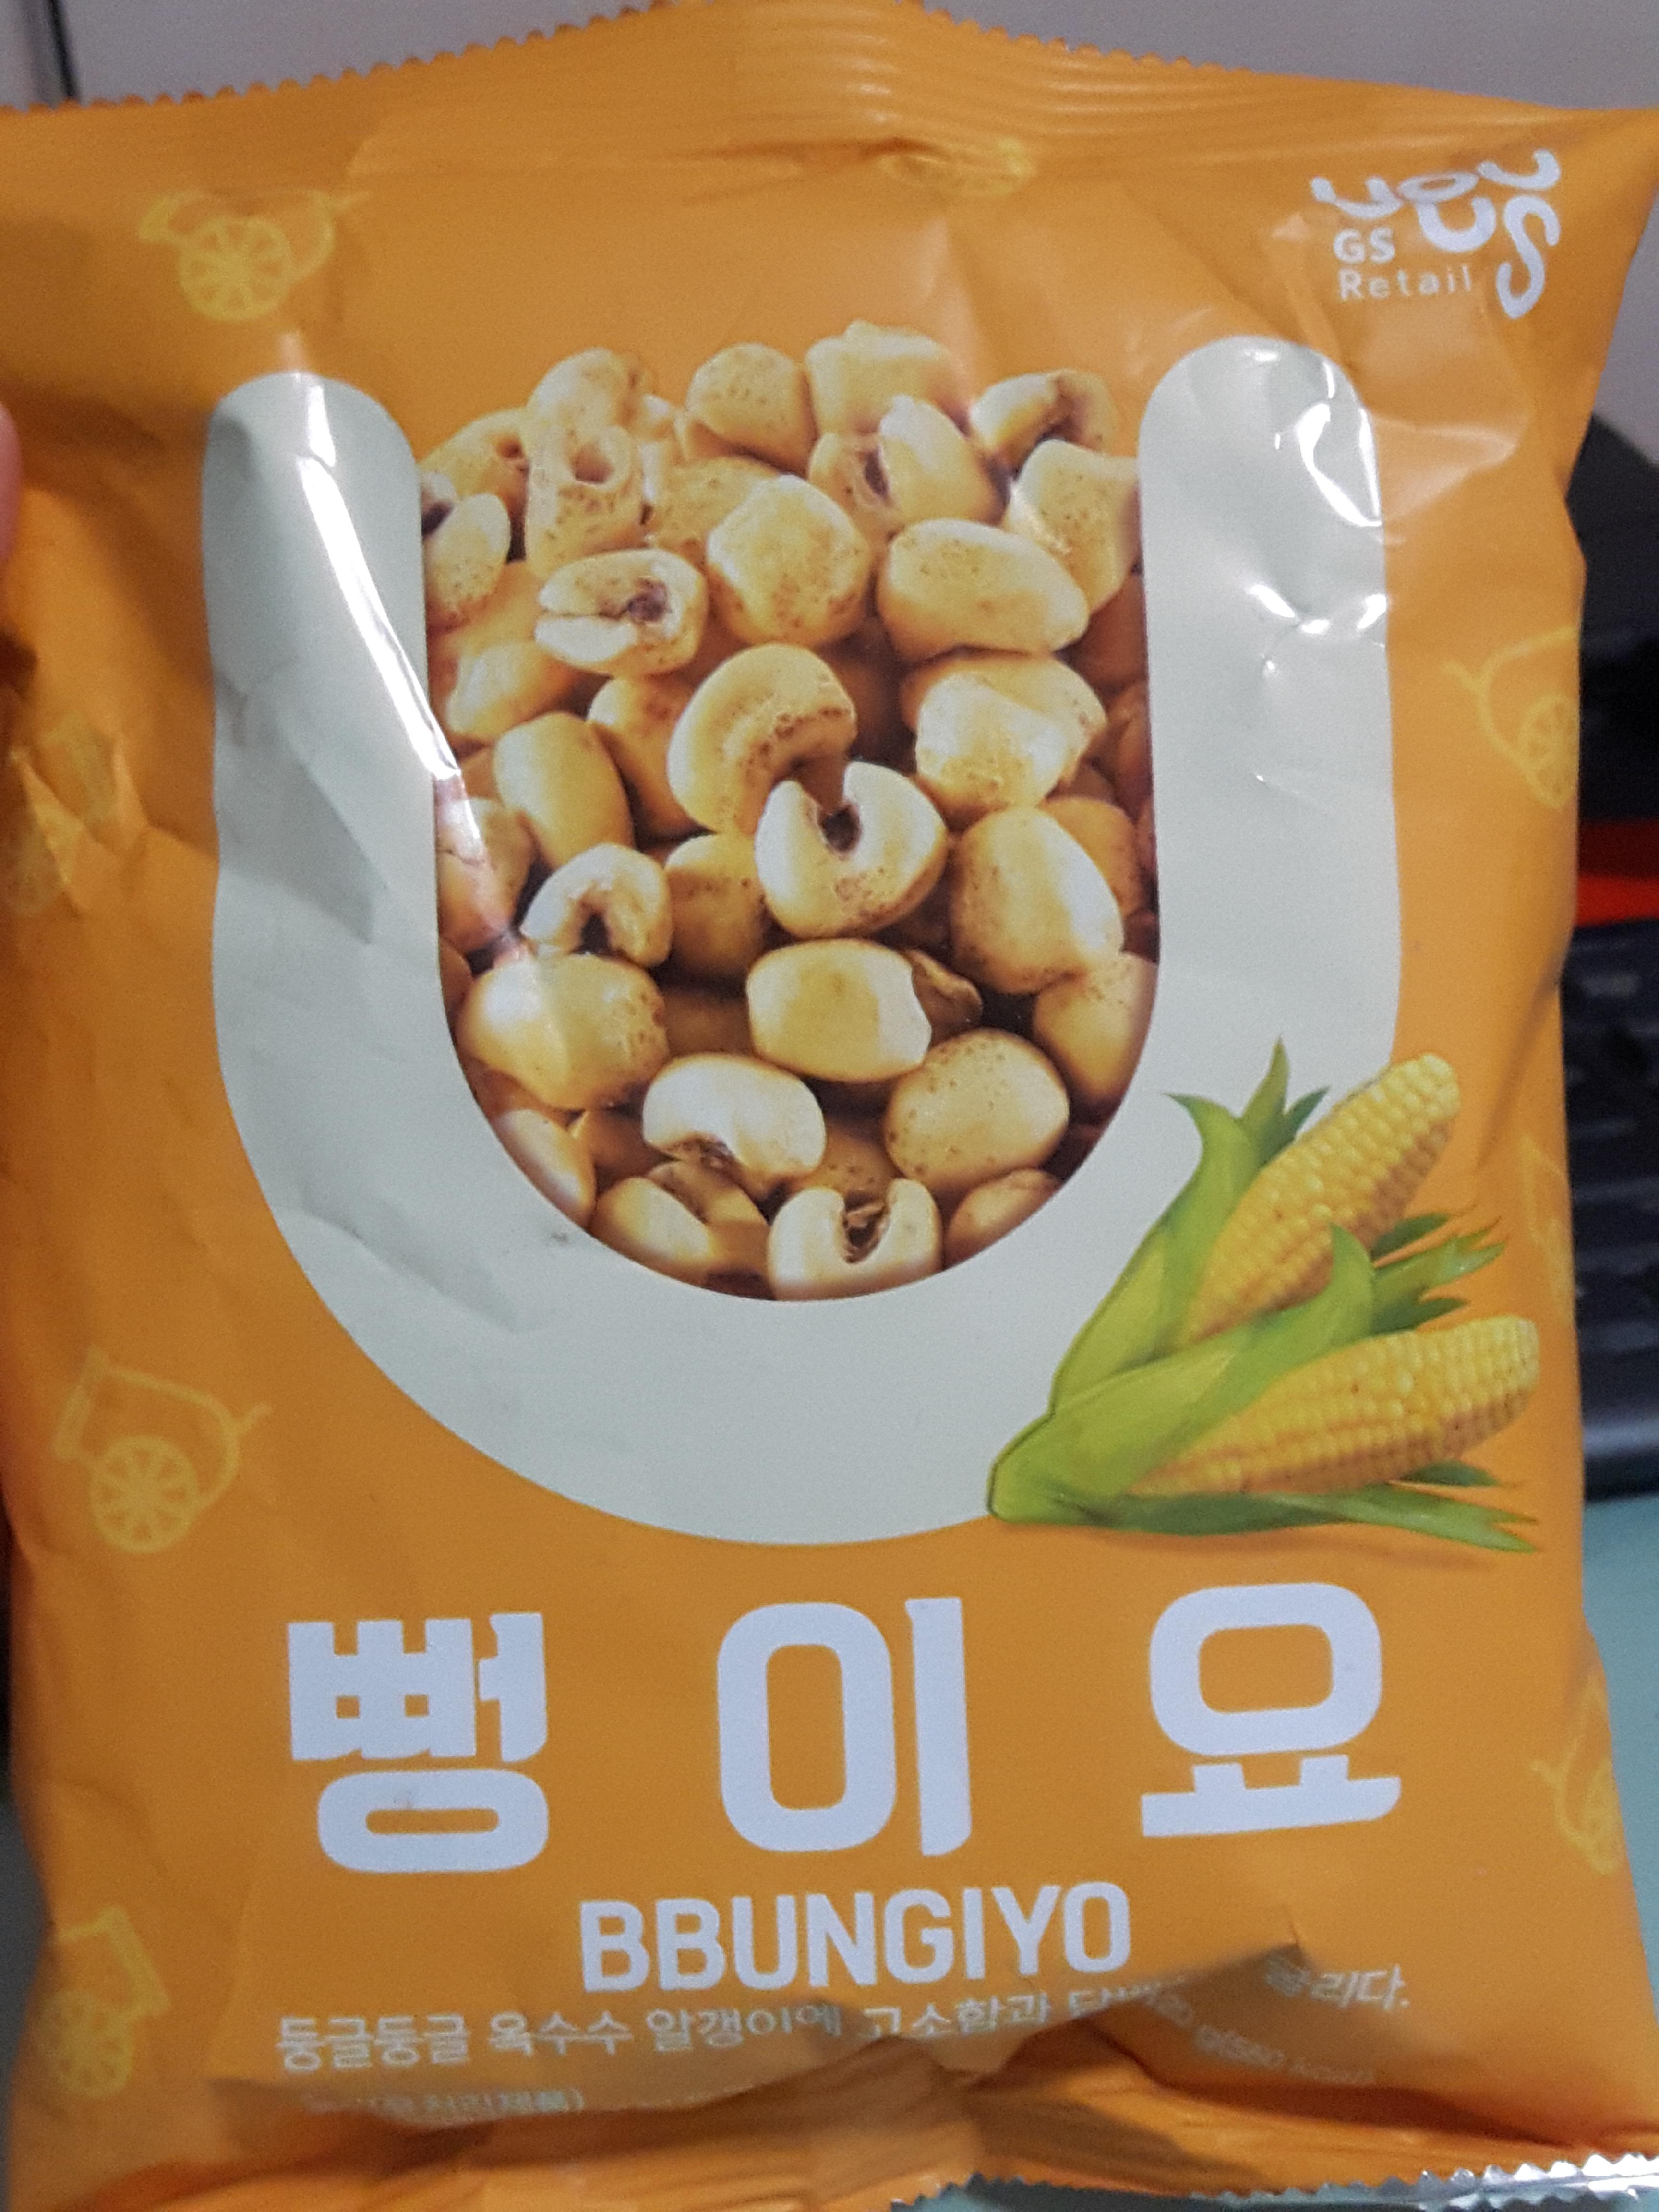 GS
Retail
뻥이요
BBUNGIYO
둥글둥글 옥수수 알갱이에 고소함과